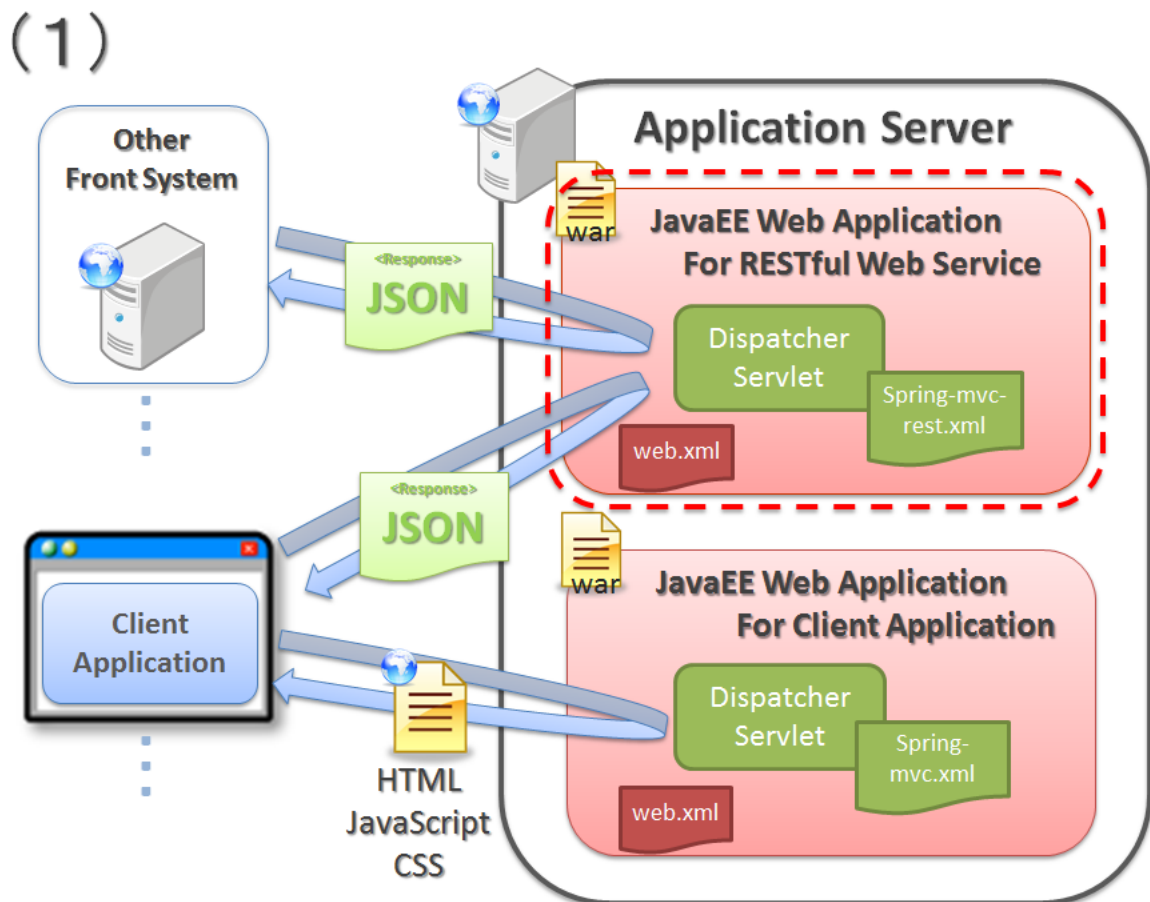 (1)
Other
Front System
Application Server
war
JavaEE Web Application
For RESTful Web Service
<Response>
JSON
Dispatcher
Servlet
Spring-mvc-
rest.xml
web.xml
<Response>
JSON
war
JavaEE Web Application
For Client Application
Client
Application
Dispatcher
Servlet
Spring-
mvc.xml
web.xml
HTML
JavaScript
CSS